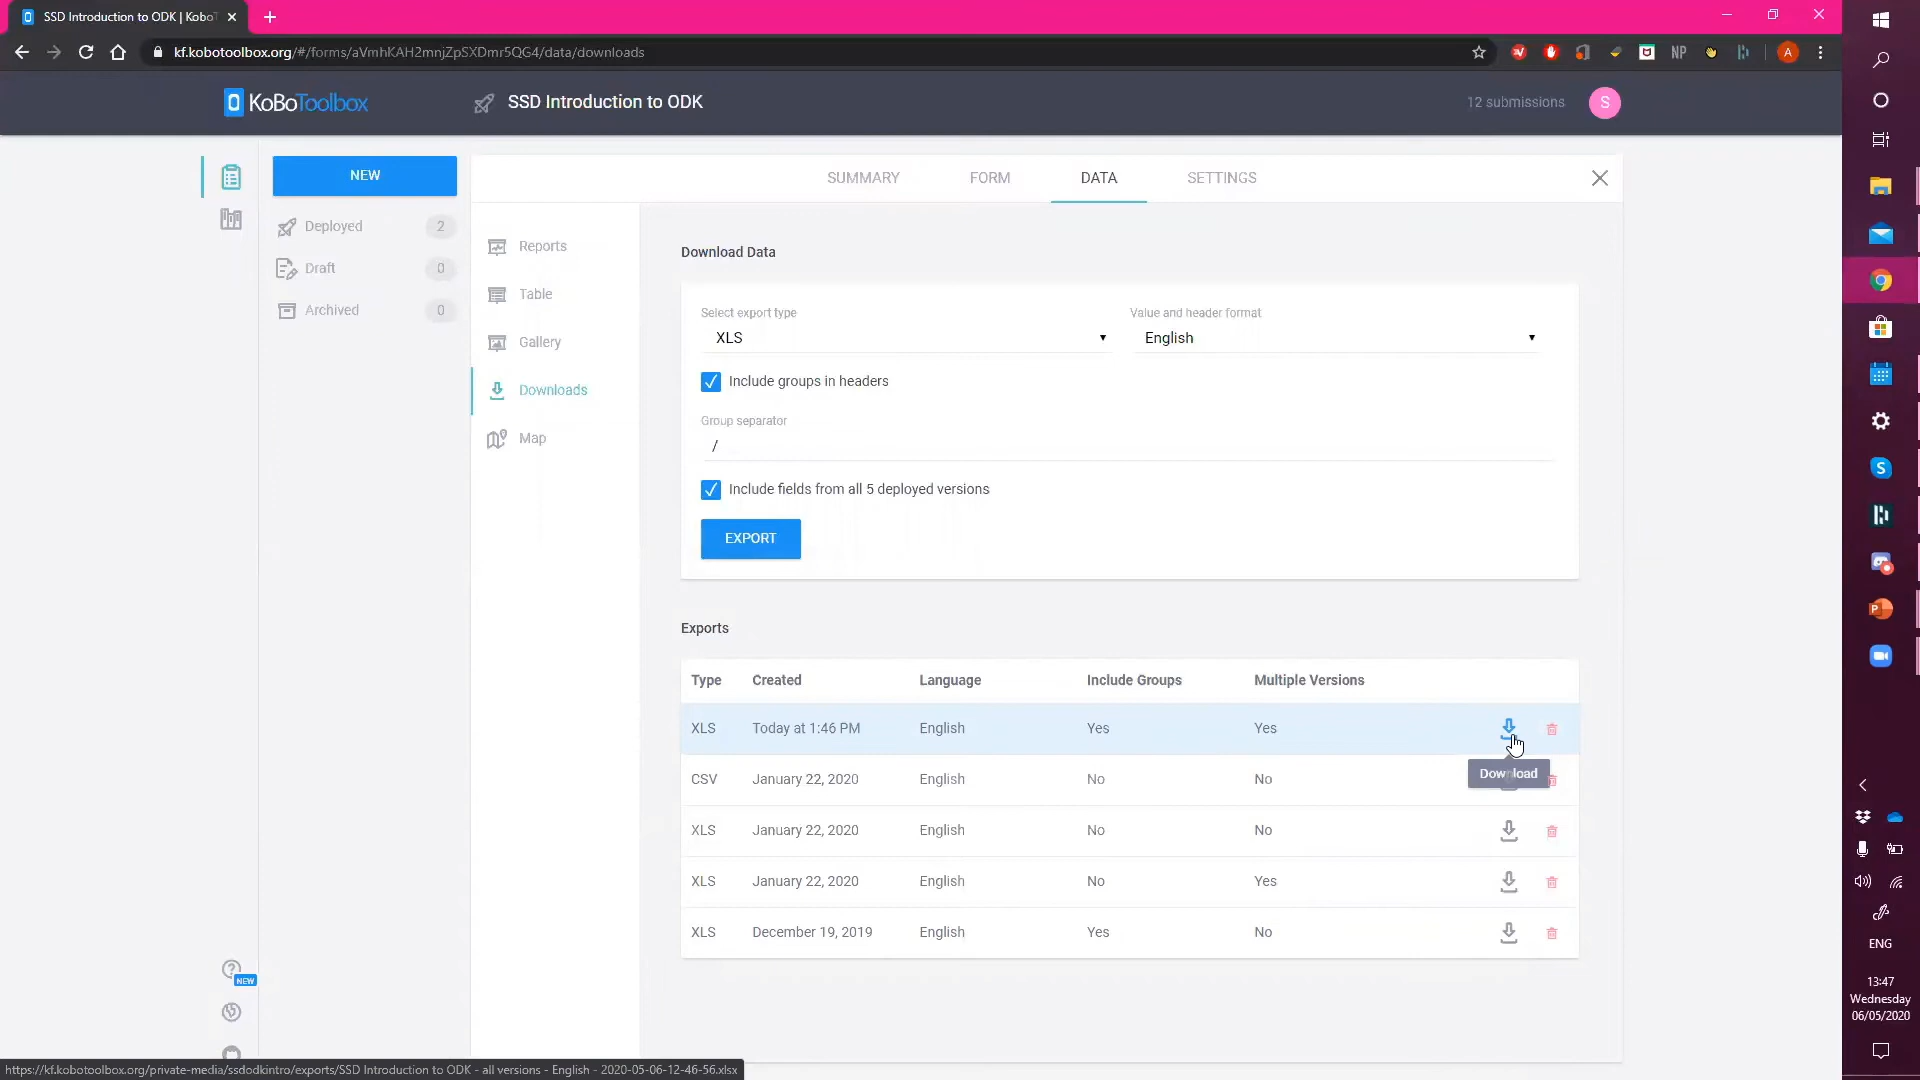 SSD Introduction to ODK | KoboT
kf.kobotoolbox.org/#/forms/aVmhKAH2mnjZpSXDmr5QG4/data/downloads
NP
A
KoBoToolbox
SSD Introduction to ODK
12 submissions
S
NEW
SUMMARY
FORM
DATA
SETTINGS
Deployed
2
Draft
0
Archived
0
Reports
Table
Gallery
Downloads
Map
Download Data
Select export type
XLS
Value and header format
English
Include groups in headers
Group separator
/
Include fields from all 5 deployed versions
EXPORT
Exports
Type Created Language Include Groups Multiple Versions
XLS Today at 1:46 PM English Yes Yes
Download
CSV January 22, 2020 English No No
XLS January 22, 2020 English No No
XLS January 22, 2020 English No Yes
XLS December 19, 2019 English Yes No
NEW
https://kf.kobotoolbox.org/private-media/ssdodkintro/exports/SSD Introduction to ODK - all versions - English - 2020-05-06-12-46-56.xlsx
ENG
13:47
Wednesday
06/05/2020